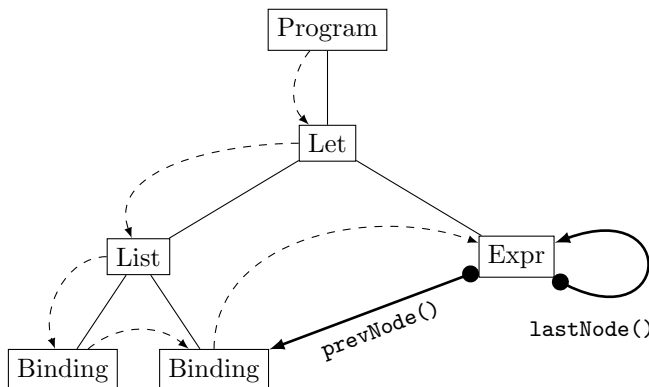 Program
Let
List
Expr
prevNode()
lastNode()
Binding
Binding